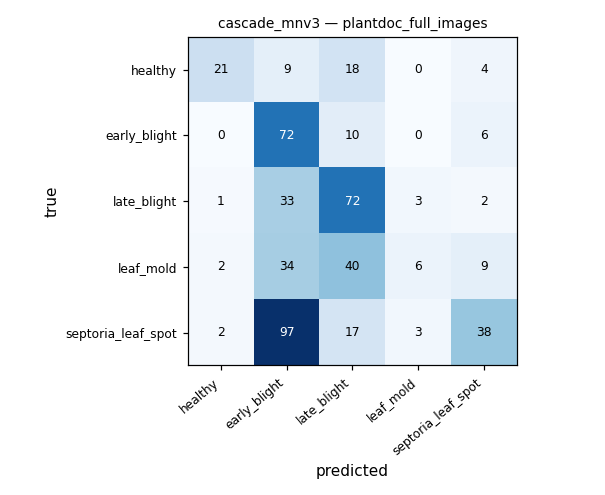 cascade_mnv3 — plantdoc_full_images
true
healthy 21 9 18 0 4
early_blight 0 72 10 0 6
late_blight 1 33 72 3 2
leaf_mold 2 34 40 6 9
septoria_leaf_spot 2 97 17 3 38
healthy early_blight late_blight leaf_mold septoria_leaf_spot
predicted